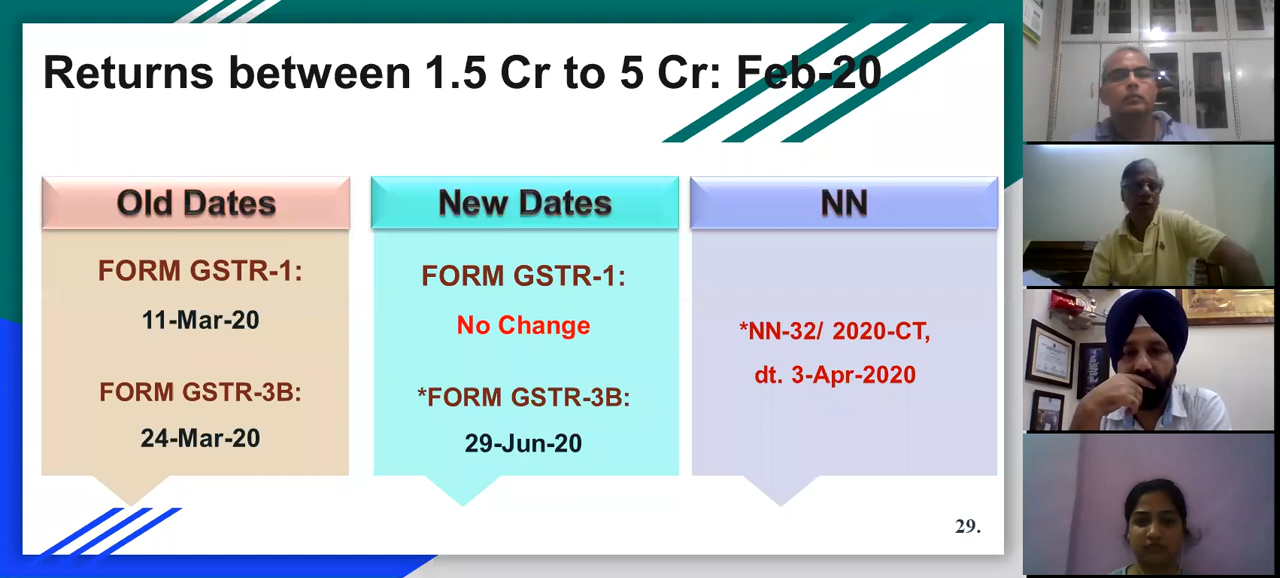 Returns between 1.5 Cr to 5 Cr: Feb-20
Old Dates
FORM GSTR-1:
11-Mar-20
FORM GSTR-3B:
24-Mar-20
New Dates
FORM GSTR-1:
No Change
*FORM GSTR-3B:
29-Jun-20
NN
*NN-32/ 2020-CT,
dt. 3-Apr-2020
29.